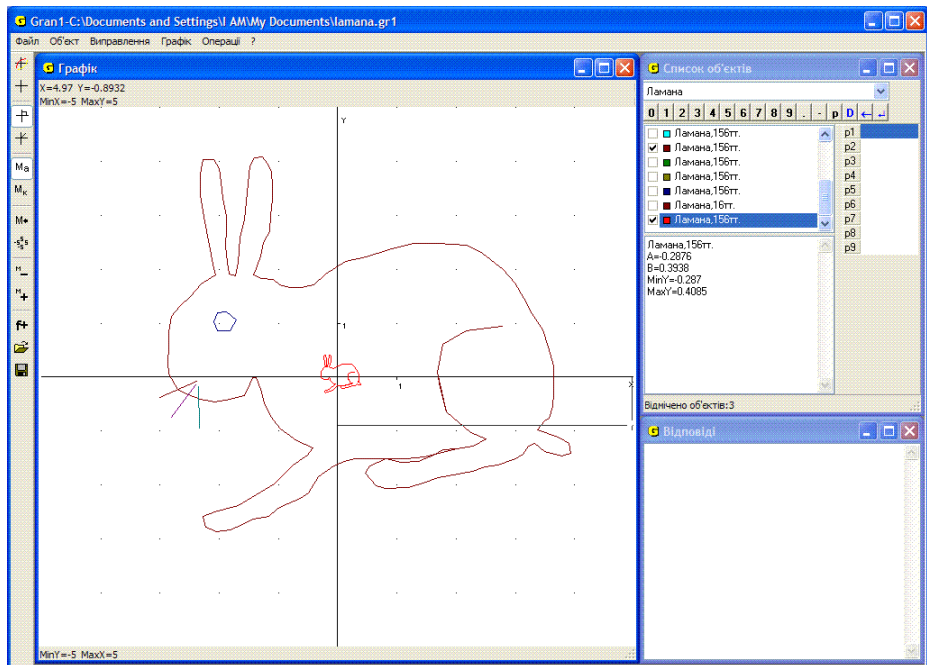 Gran1-C:\Documents and Settings\I AM\My Documents\lamana.gr1
Файл Об'єкт Виправлення Графік Операції ?
Графік
X=4.97 Y=-0.8932
MinX=-5 MaxY=5
Y
1
1
X
MinY=-5 MaxX=5
Ma
Mк
M*
M
M
f+
Список об'єктів
Ламана
0 1 2 3 4 5 6 7 8 9 . - p D ← ↲
Ламана,156тт.
Ламана,156тт.
Ламана,156тт.
Ламана,156тт.
Ламана,156тт.
Ламана,16тт.
Ламана,156тт.
p1
p2
p3
p4
p5
p6
p7
p8
p9
Ламана,156тт.
A=-0.2876
B=0.3938
MinY=-0.287
MaxY=0.4085
Відмічено об'єктів:3
Відповіді